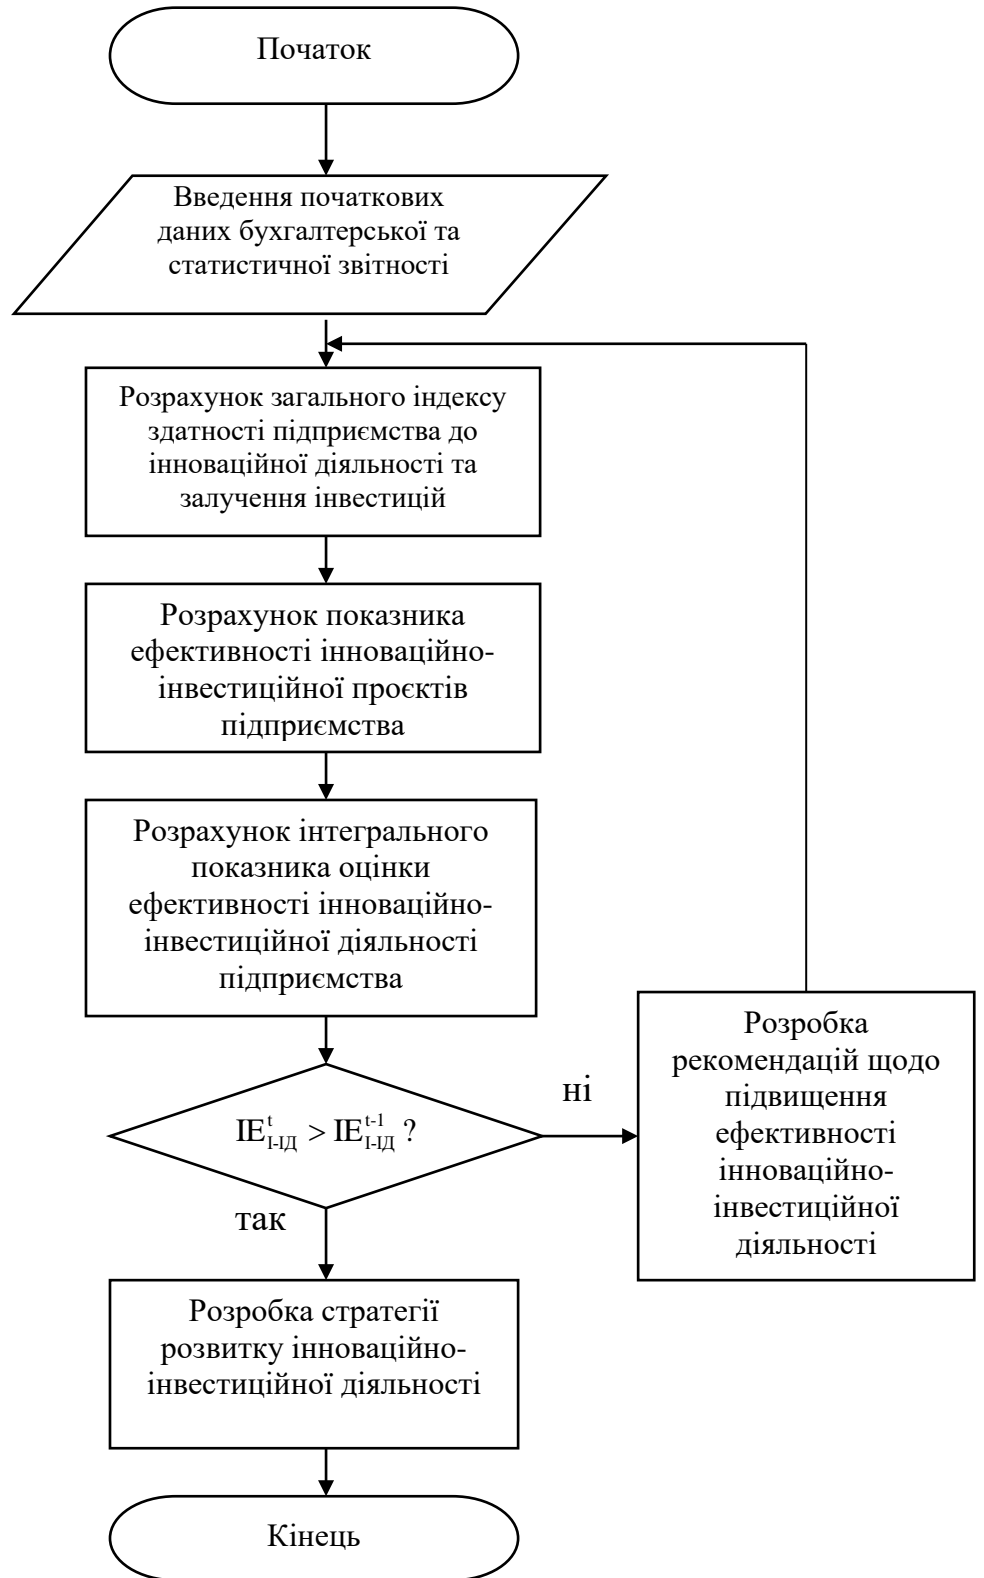 Початок
Введення початкових
даних бухгалтерської та
статистичної звітності
Розрахунок загального індексу
здатності підприємства до
інноваційної діяльності та
залучення інвестицій
Розрахунок показника
ефективності інноваційно-
інвестиційної проєктів
підприємства
Розрахунок інтегрального
показника оцінки
ефективності інноваційно-
інвестиційної діяльності
підприємства
IE^t_І-ІД > IE^t-1_І-ІД ?
ні
Розробка
рекомендацій щодо
підвищення
ефективності
інноваційно-
інвестиційної
діяльності
так
Розробка стратегії
розвитку інноваційно-
інвестиційної діяльності
Кінець